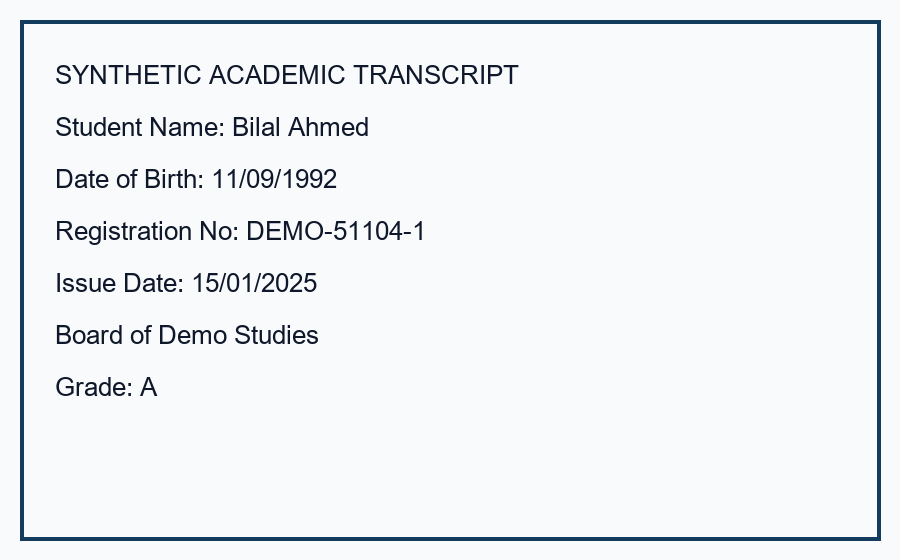 SYNTHETIC ACADEMIC TRANSCRIPT
Student Name: Bilal Ahmed
Date of Birth: 11/09/1992
Registration No: DEMO-51104-1
Issue Date: 15/01/2025
Board of Demo Studies
Grade: A